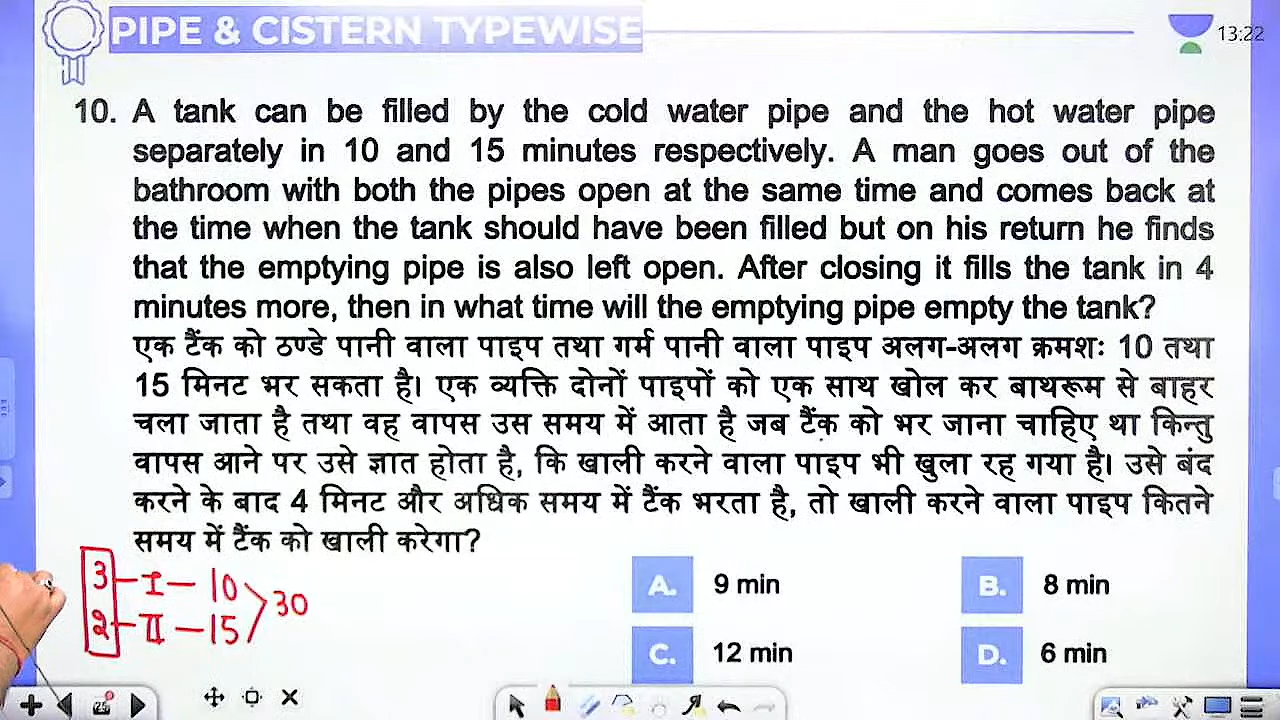 PIPE & CISTERN TYPEWISE
13:22
10. A tank can be filled by the cold water pipe and the hot water pipe
separately in 10 and 15 minutes respectively. A man goes out of the
bathroom with both the pipes open at the same time and comes back at
the time when the tank should have been filled but on his return he finds
that the emptying pipe is also left open. After closing it fills the tank in 4
minutes more, then in what time will the emptying pipe empty the tank?
एक टैंक को ठण्डे पानी वाला पाइप तथा गर्म पानी वाला पाइप अलग-अलग क्रमशः 10 तथा
15 मिनट भर सकता है। एक व्यक्ति दोनों पाइपों को एक साथ खोल कर बाथरूम से बाहर
चला जाता है तथा वह वापस उस समय में आता है जब टैंक को भर जाना चाहिए था किन्तु
वापस आने पर उसे ज्ञात होता है, कि खाली करने वाला पाइप भी खुला रह गया है। उसे बंद
करने के बाद 4 मिनट और अधिक समय में टैंक भरता है, तो खाली करने वाला पाइप कितने
समय में टैंक को खाली करेगा?
3 – I – 10
2 – II – 15
30
A. 9 min
B. 8 min
C. 12 min
D. 6 min